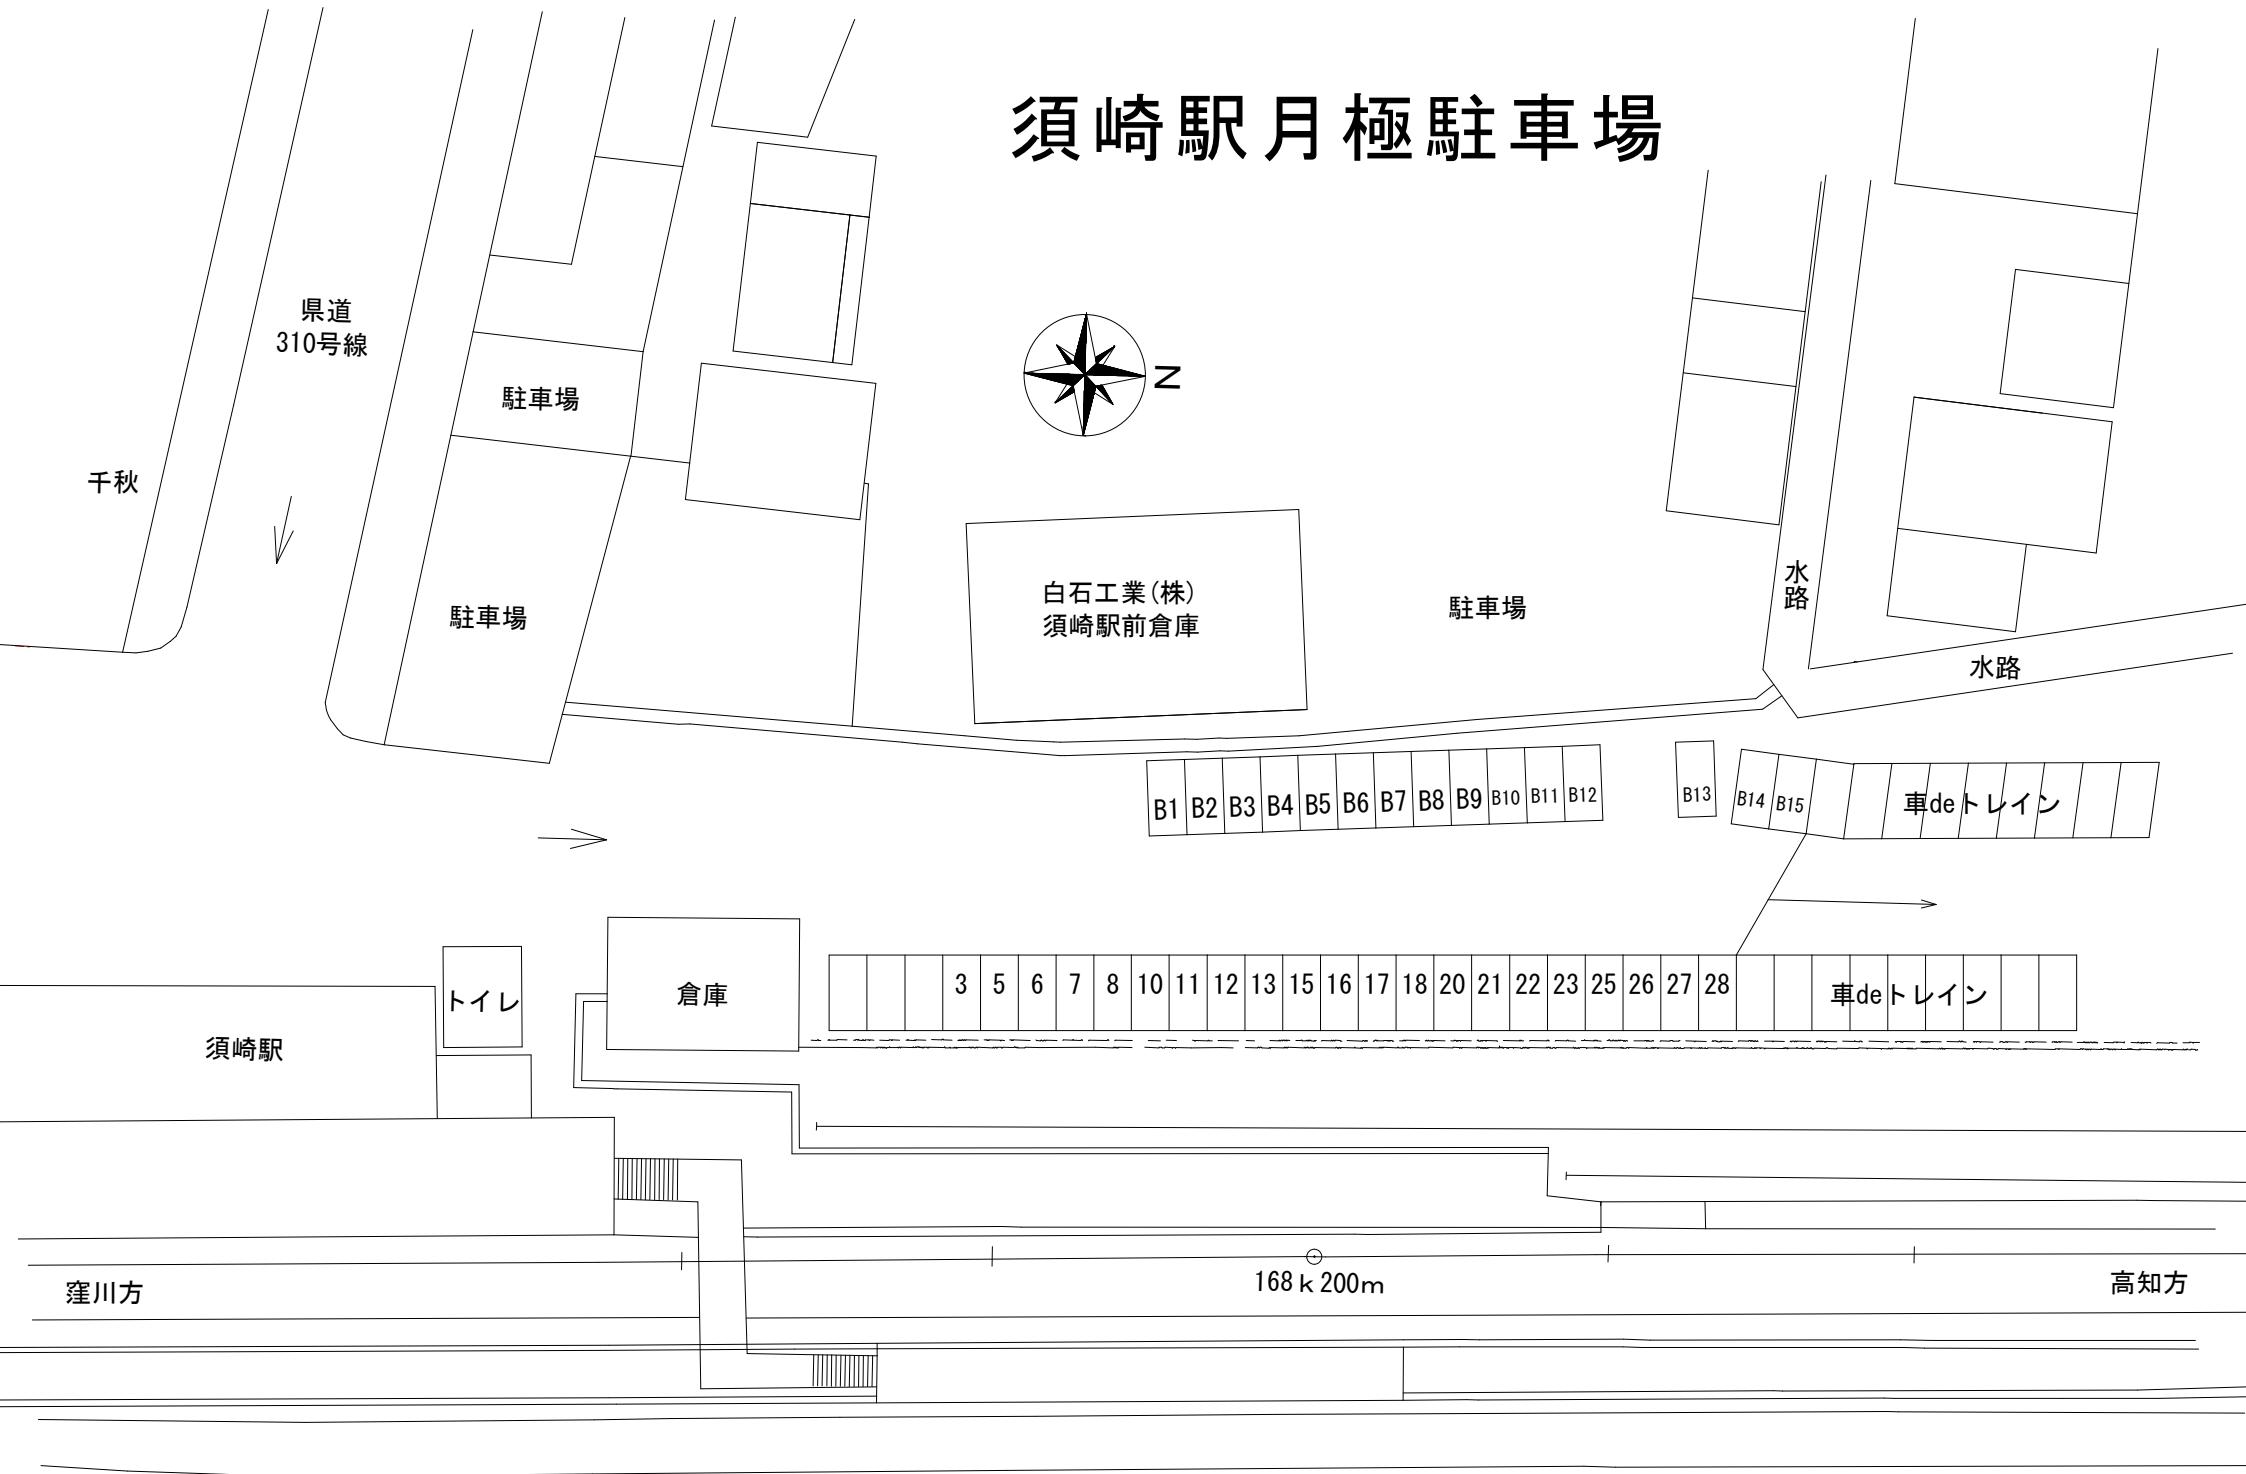 須崎駅月極駐車場
県道
310号線
N
駐車場
千秋
白石工業(株)
須崎駅前倉庫
駐車場
駐車場
水路
水路
B1 B2 B3 B4 B5 B6 B7 B8 B9 B10 B11 B12 B13 B14 B15 車deトレイン
トイレ
倉庫
3 5 6 7 8 10 11 12 13 15 16 17 18 20 21 22 23 25 26 27 28 車deトレイン
須崎駅
窪川方
168ｋ200ｍ
高知方